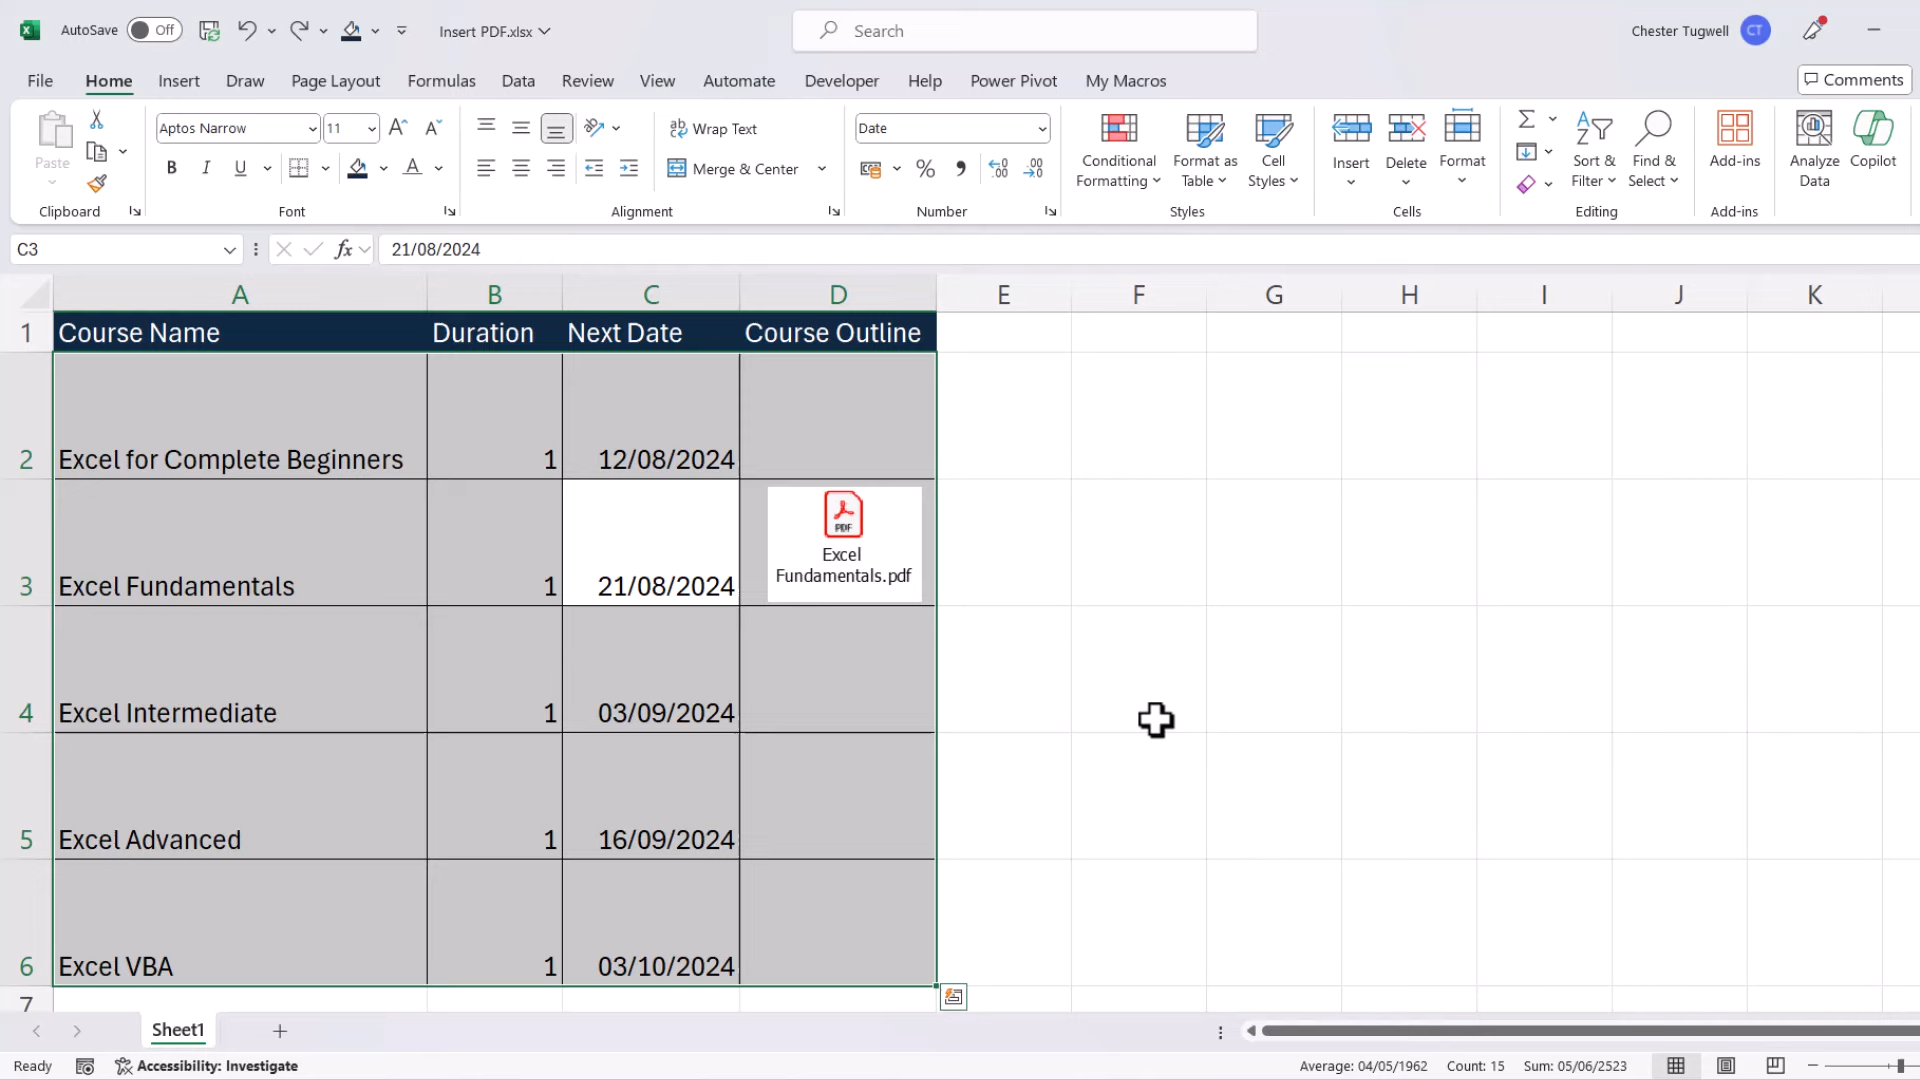 AutoSave Off Insert PDF.xlsx Search Chester Tugwell CT
File Home Insert Draw Page Layout Formulas Data Review View Automate Developer Help Power Pivot My Macros Comments
Paste
Clipboard
Aptos Narrow 11
B I U A
Font
Wrap Text
Merge & Center
Alignment
Date
%
Number
Conditional
Formatting
Format as
Table
Cell
Styles
Styles
Insert
Delete
Format
Cells
Sort &
Filter
Find &
Select
Editing
Add-ins
Add-ins
Analyze
Data
Copilot
C3 fx 21/08/2024
A B C D E F G H I J K
1 Course Name Duration Next Date Course Outline
2 Excel for Complete Beginners 1 12/08/2024
PDF
Excel
Fundamentals.pdf
3 Excel Fundamentals 1 21/08/2024
4 Excel Intermediate 1 03/09/2024
5 Excel Advanced 1 16/09/2024
6 Excel VBA 1 03/10/2024
7
Sheet1
Ready Accessibility: Investigate Average: 04/05/1962 Count: 15 Sum: 05/06/2523